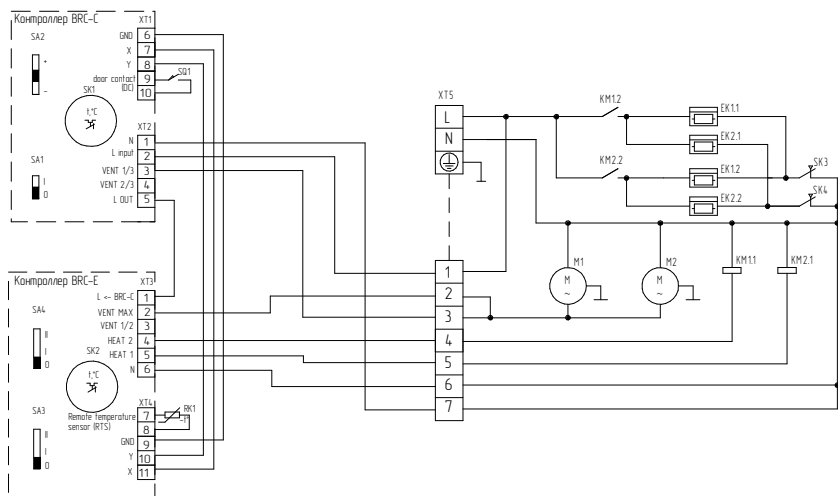 Контроллер BRC-C
XT1
SA2
+
-
GND 6
X 7
Y 8
door contact (DC) 9
10
SQ1
SK1
t,°C
XT2
N 1
L input 2
VENT 1/3 3
VENT 2/3 4
L OUT 5
SA1
I
0
Контроллер BRC-E
XT3
SA4
II
I
0
L <- BRC-C 1
VENT MAX 2
VENT 1/2 3
HEAT 2 4
HEAT 1 5
N 6
SK2
t,°C
XT4
SA3
II
I
0
Remote temperature
sensor (RTS)
7
8
RK1
-t°
GND 9
Y 10
X 11
XT5
L
N
1
2
3
4
5
6
7
KM1.2
KM2.2
EK1.1
EK2.1
EK1.2
EK2.2
SK3
SK4
M1
M
~
M2
M
~
KM1.1
KM2.1